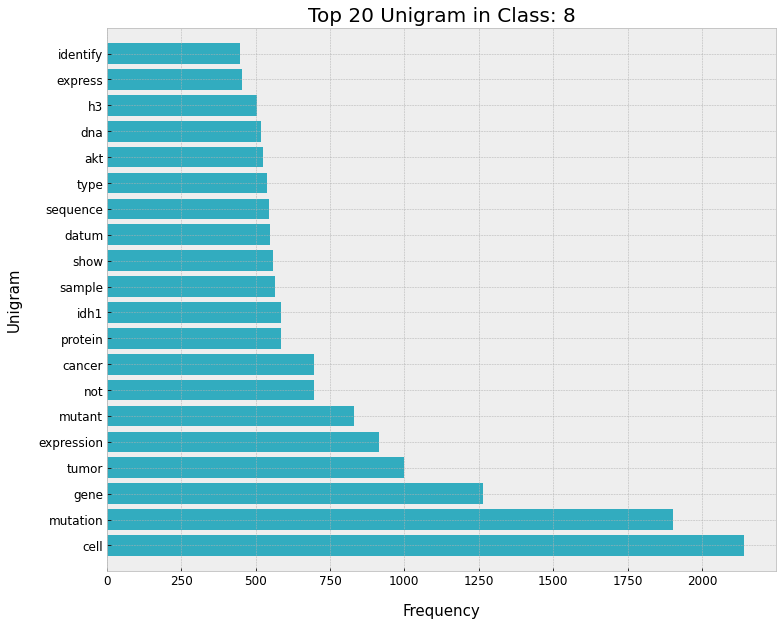 Top 20 Unigram in Class: 8
identify
express
h3
dna
akt
type
sequence
datum
show
sample
idh1
protein
cancer
not
mutant
expression
tumor
gene
mutation
cell
Unigram
0 250 500 750 1000 1250 1500 1750 2000
Frequency